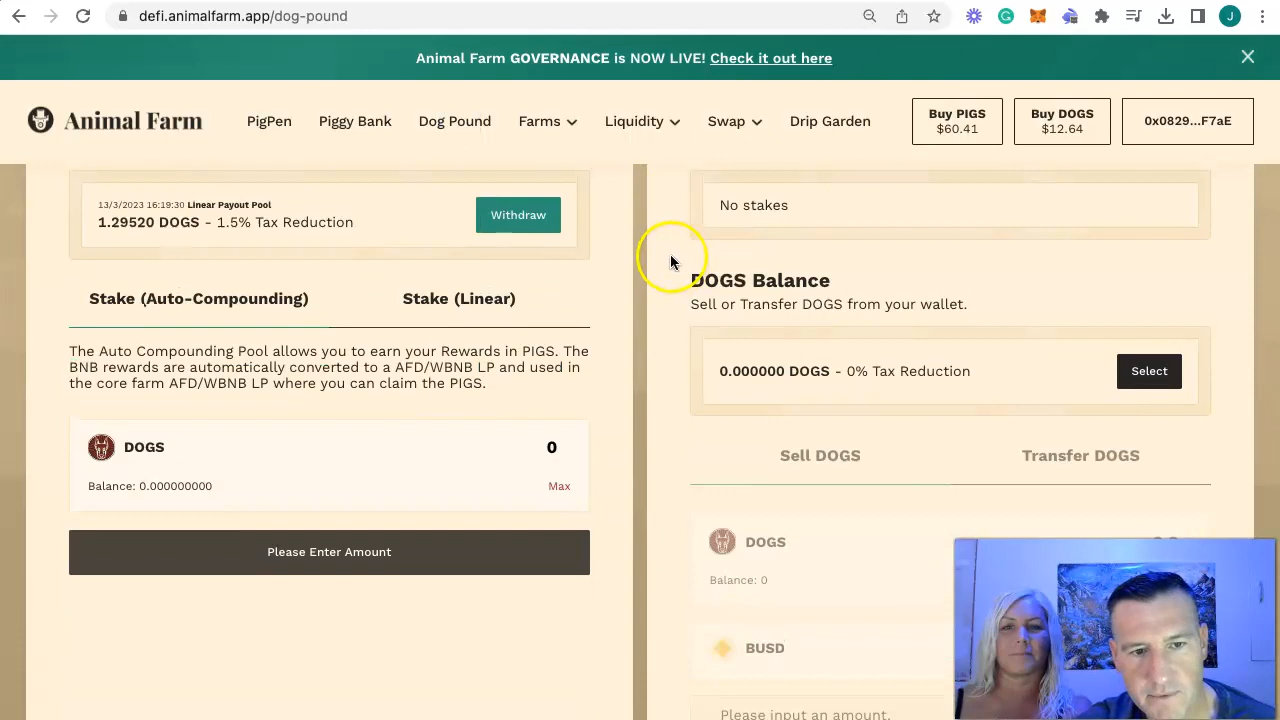 defi.animalfarm.app/dog-pound
J
Animal Farm GOVERNANCE is NOW LIVE! Check it out here
Animal Farm
PigPen
Piggy Bank
Dog Pound
Farms
Liquidity
Swap
Drip Garden
Buy PIGS
$60.41
Buy DOGS
$12.64
0x0829...F7aE
13/3/2023 16:19:30 Linear Payout Pool
1.29520 DOGS - 1.5% Tax Reduction
Withdraw
Stake (Auto-Compounding)
Stake (Linear)
The Auto Compounding Pool allows you to earn your Rewards in PIGS. The
BNB rewards are automatically converted to a AFD/WBNB LP and used in
the core farm AFD/WBNB LP where you can claim the PIGS.
DOGS
0
Balance: 0.000000000
Max
Please Enter Amount
No stakes
DOGS Balance
Sell or Transfer DOGS from your wallet.
0.000000 DOGS - 0% Tax Reduction
Select
Sell DOGS
Transfer DOGS
DOGS
Balance: 0
BUSD
Please input an amount.